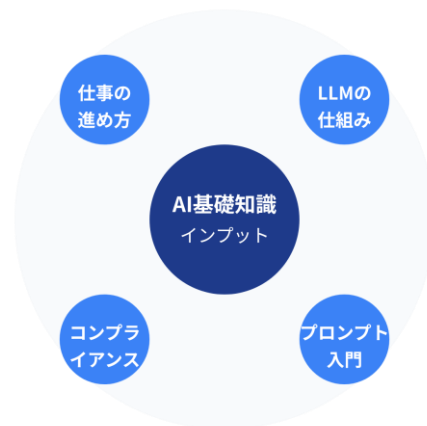 仕事の
進め方
LLMの
仕組み
AI基礎知識
インプット
コンプラ
イアンス
プロンプト
入門